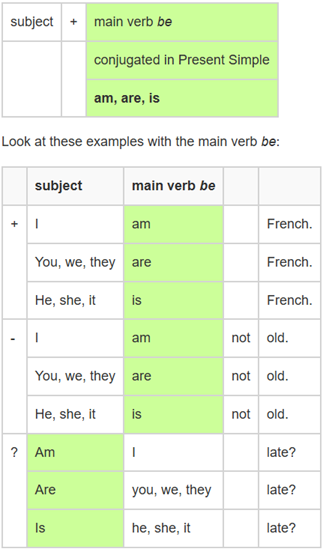 subject + main verb be
conjugated in Present Simple
am, are, is
Look at these examples with the main verb be:
subject main verb be
+ I am French.
You, we, they are French.
He, she, it is French.
- I am not old.
You, we, they are not old.
He, she, it is not old.
? Am I late?
Are you, we, they late?
Is he, she, it late?